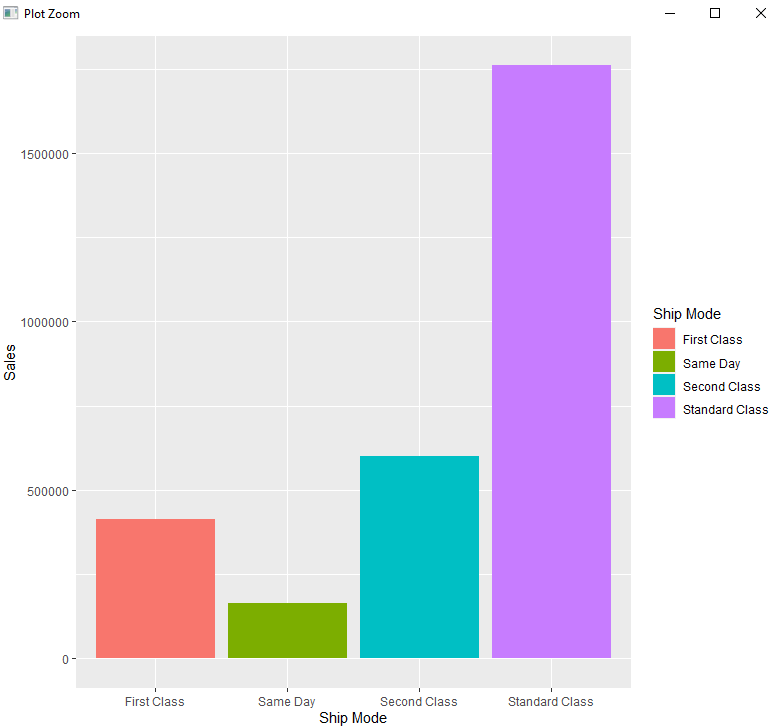 Plot Zoom
1500000
1000000
500000
0
Sales
First Class
Same Day
Second Class
Standard Class
Ship Mode
Ship Mode
First Class
Same Day
Second Class
Standard Class